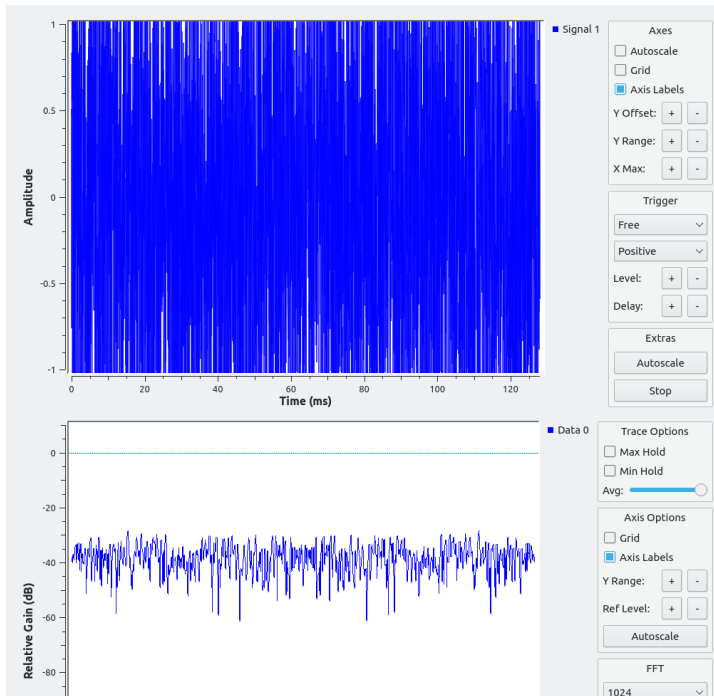 Signal 1
1
0.5
0
-0.5
-1
Amplitude
0 20 40 60 80 100 120
Time (ms)
Axes
Autoscale
Grid
Axis Labels
Y Offset: + -
Y Range: + -
X Max: + -
Trigger
Free
Positive
Level: + -
Delay: + -
Extras
Autoscale
Stop
Data 0
0
-20
-40
-60
-80
Relative Gain (dB)
Trace Options
Max Hold
Min Hold
Avg:
Axis Options
Grid
Axis Labels
Y Range: + -
Ref Level: + -
Autoscale
FFT
1024